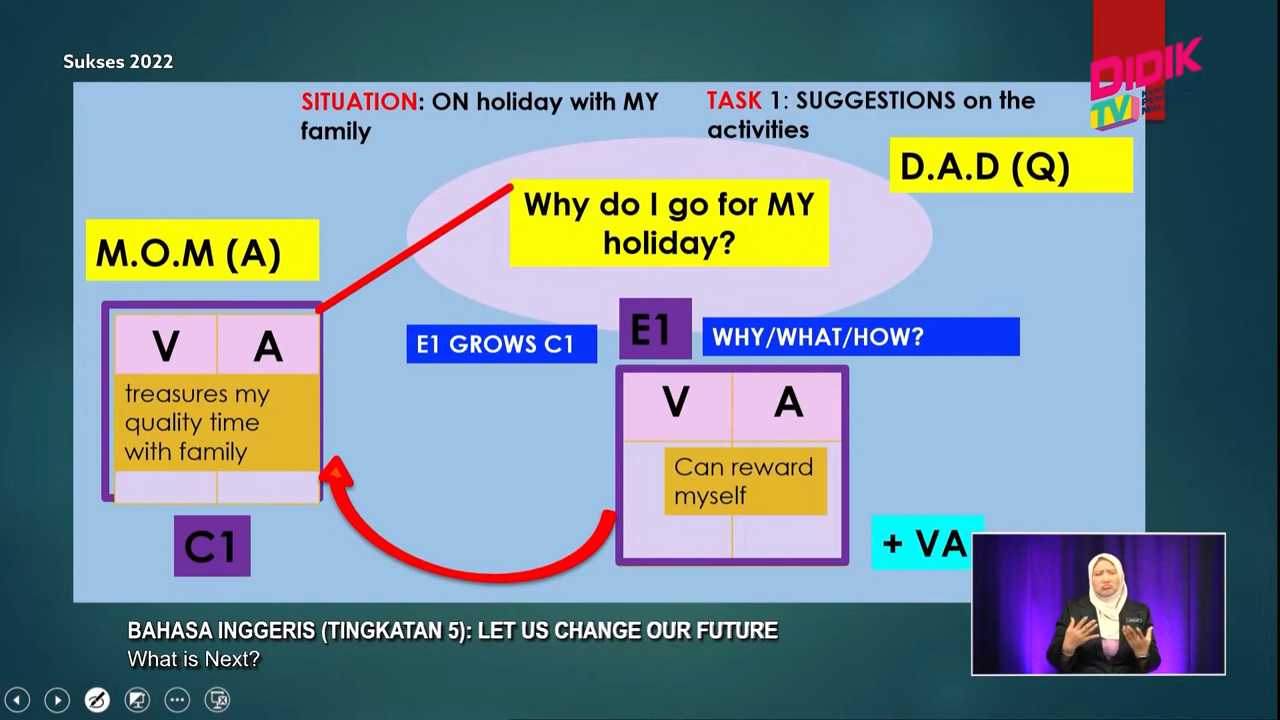 Sukses 2022
SITUATION: ON holiday with MY
family
TASK 1: SUGGESTIONS on the
activities
DIDIK
TV
D.A.D (Q)
Why do I go for MY
holiday?
M.O.M (A)
V A
treasures my
quality time
with family
C1
E1 GROWS C1
E1
WHY/WHAT/HOW?
V A
Can reward
myself
+ VA
BAHASA INGGERIS (TINGKATAN 5): LET US CHANGE OUR FUTURE
What is Next?